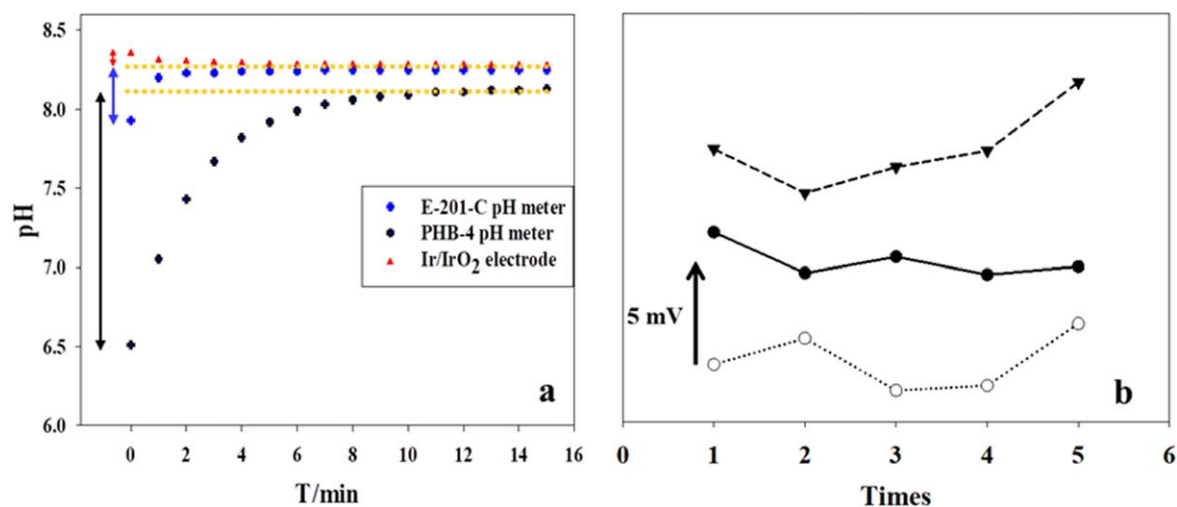 8.5
8.0
7.5
7.0
6.5
6.0
pH
E-201-C pH meter
PHB-4 pH meter
Ir/IrO₂ electrode
a
0 2 4 6 8 10 12 14 16
T/min
5 mV
b
0 1 2 3 4 5 6
Times